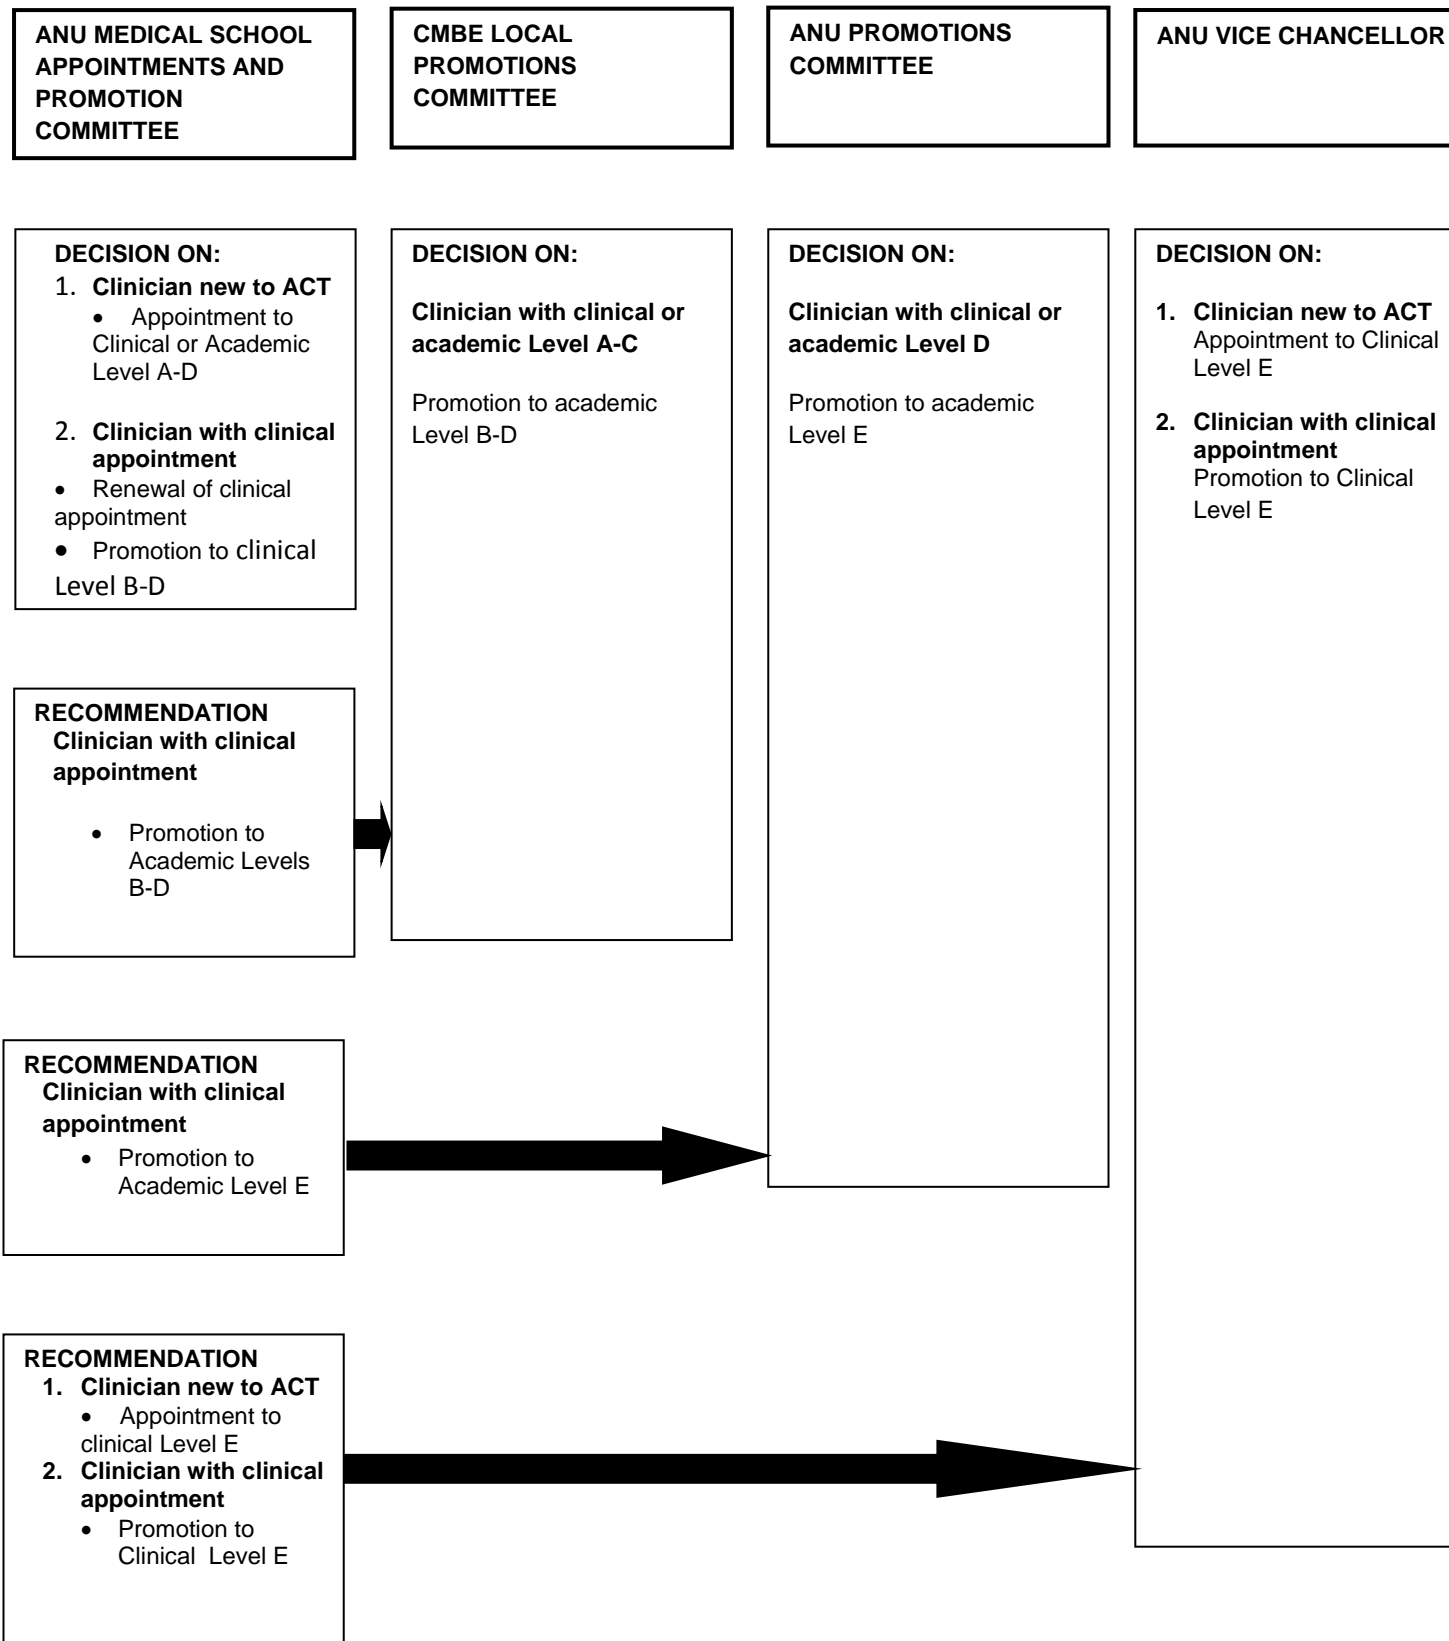 ANU MEDICAL SCHOOL
APPOINTMENTS AND
PROMOTION
COMMITTEE
CMBE LOCAL
PROMOTIONS
COMMITTEE
ANU PROMOTIONS
COMMITTEE
ANU VICE CHANCELLOR
DECISION ON:
1. Clinician new to ACT
• Appointment to
Clinical or Academic
Level A-D
2. Clinician with clinical
appointment
• Renewal of clinical
appointment
• Promotion to clinical
Level B-D
DECISION ON:
Clinician with clinical or
academic Level A-C
Promotion to academic
Level B-D
DECISION ON:
Clinician with clinical or
academic Level D
Promotion to academic
Level E
DECISION ON:
1. Clinician new to ACT
Appointment to Clinical
Level E
2. Clinician with clinical
appointment
Promotion to Clinical
Level E
RECOMMENDATION
Clinician with clinical
appointment
• Promotion to
Academic Levels
B-D
RECOMMENDATION
Clinician with clinical
appointment
• Promotion to
Academic Level E
RECOMMENDATION
1. Clinician new to ACT
• Appointment to
clinical Level E
2. Clinician with clinical
appointment
• Promotion to
Clinical  Level E